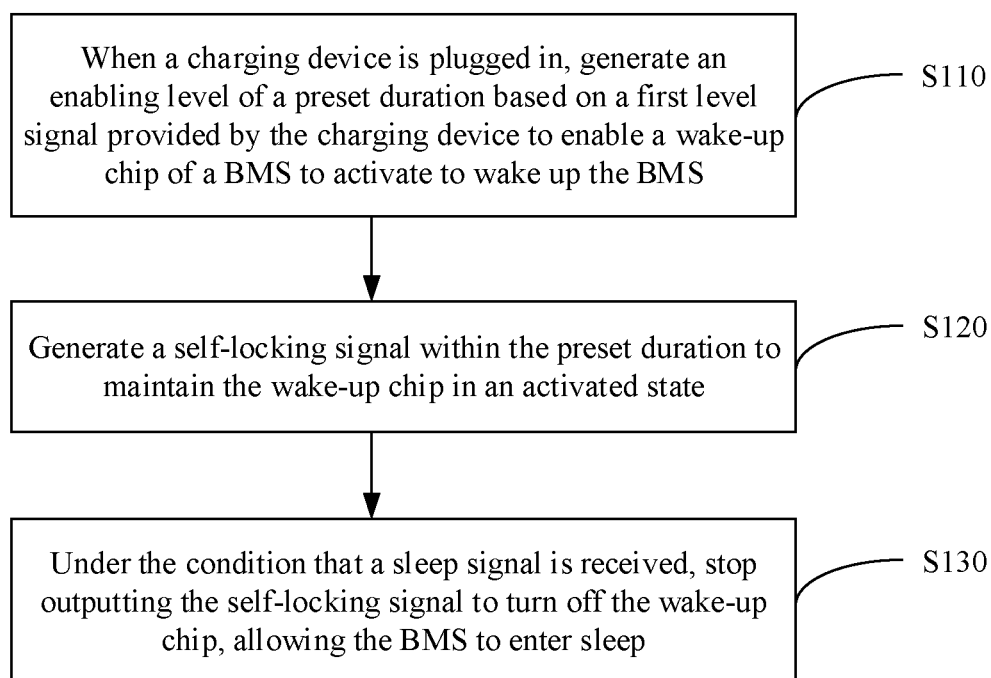 When a charging device is plugged in, generate an
enabling level of a preset duration based on a first level
signal provided by the charging device to enable a wake-up
chip of a BMS to activate to wake up the BMS
S110
Generate a self-locking signal within the preset duration to
maintain the wake-up chip in an activated state
S120
Under the condition that a sleep signal is received, stop
outputting the self-locking signal to turn off the wake-up
chip, allowing the BMS to enter sleep
S130